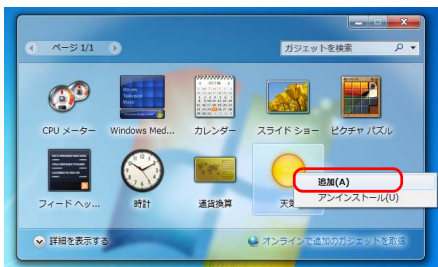 ページ 1/1
ガジェットを検索
CPU メーター
Windows Med...
カレンダー
スライド ショー
ピクチャ パズル
フィード ヘッ...
時計
通貨換算
天気
追加(A)
アンインストール(U)
詳細を表示する
オンラインで追加のガジェットを取得